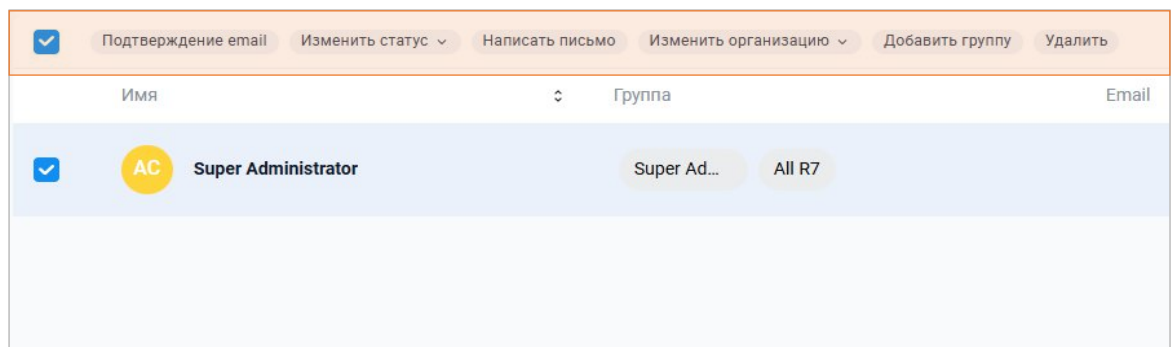 Подтверждение email Изменить статус Написать письмо Изменить организацию Добавить группу Удалить
Имя Группа Email
АС Super Administrator Super Ad... All R7